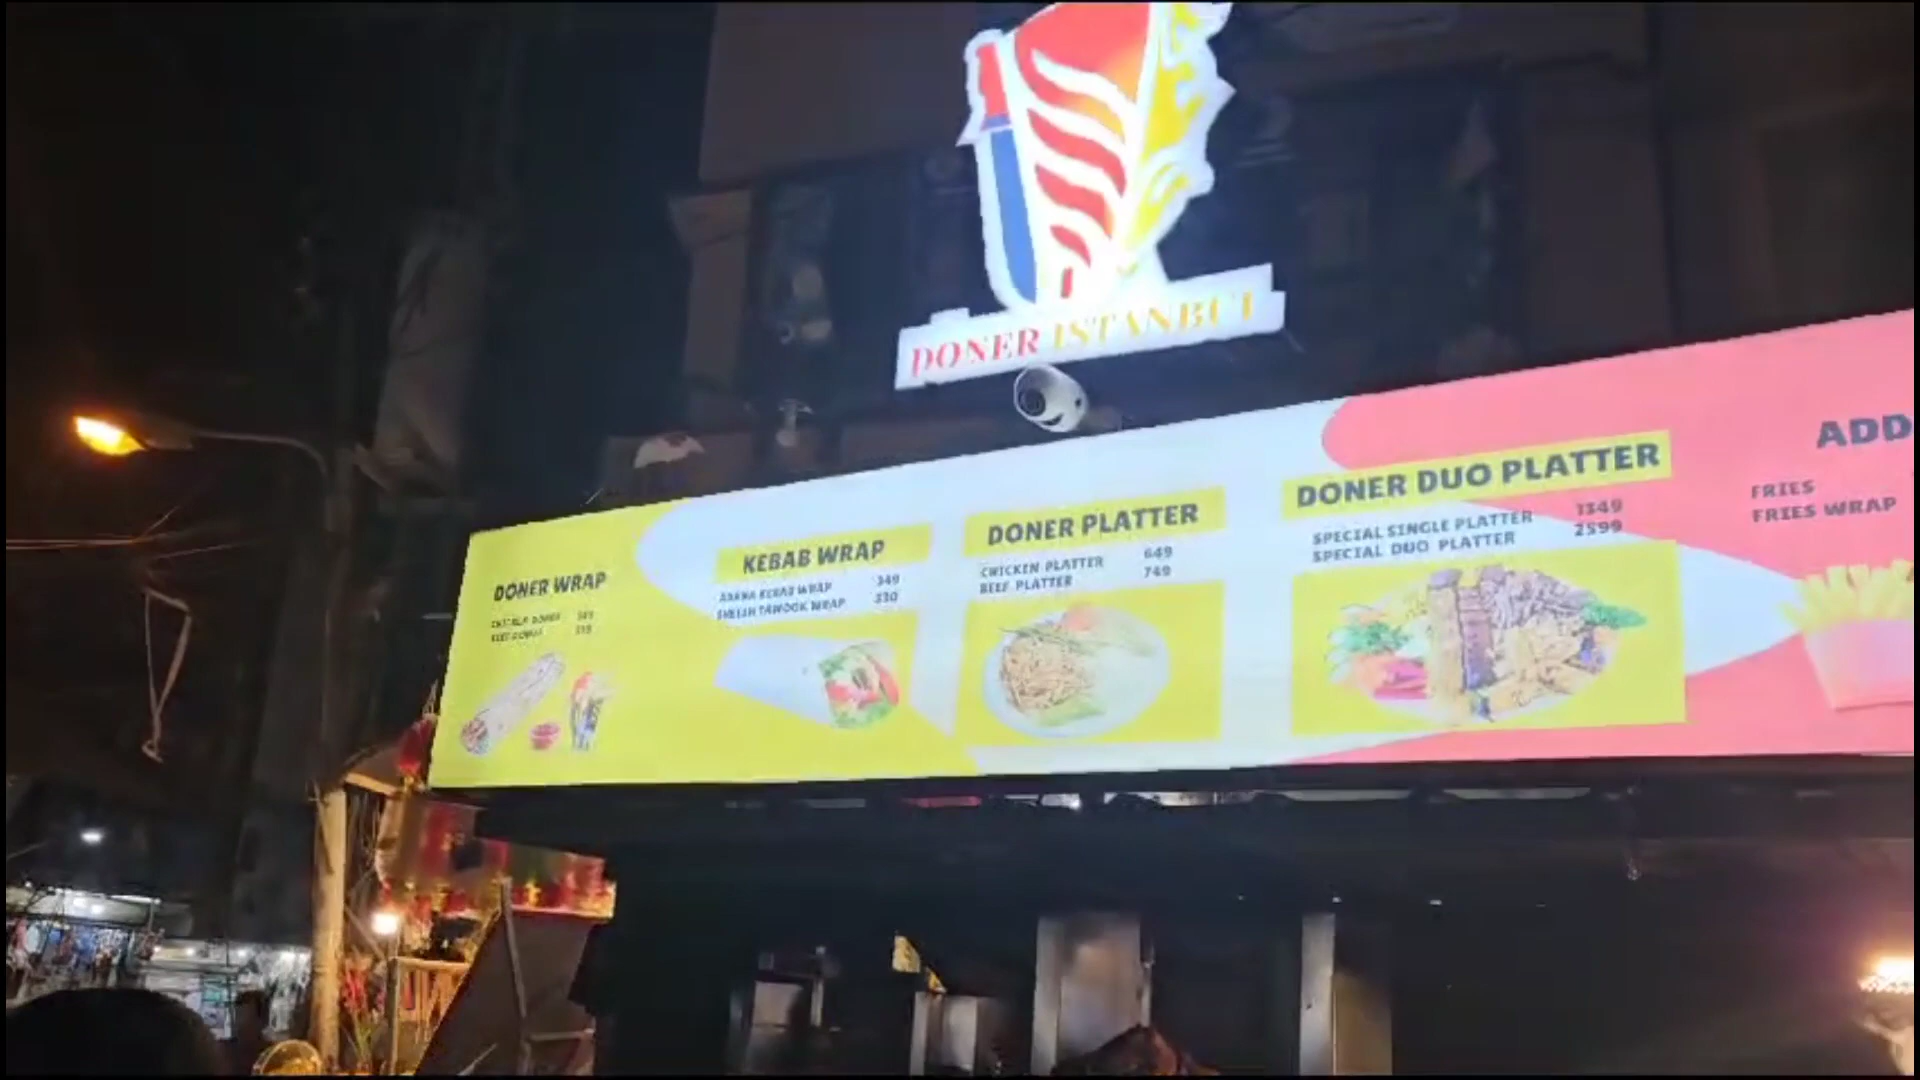 DONER ISTANBUL
DONER WRAP
KEBAB WRAP
ADANA KEBAB WRAP 349
SHEESH TAWOOK WRAP 330
DONER PLATTER
CHICKEN PLATTER 649
BEEF PLATTER 749
DONER DUO PLATTER
SPECIAL SINGLE PLATTER 1349
SPECIAL DUO PLATTER 2599
ADD
FRIES
FRIES WRAP